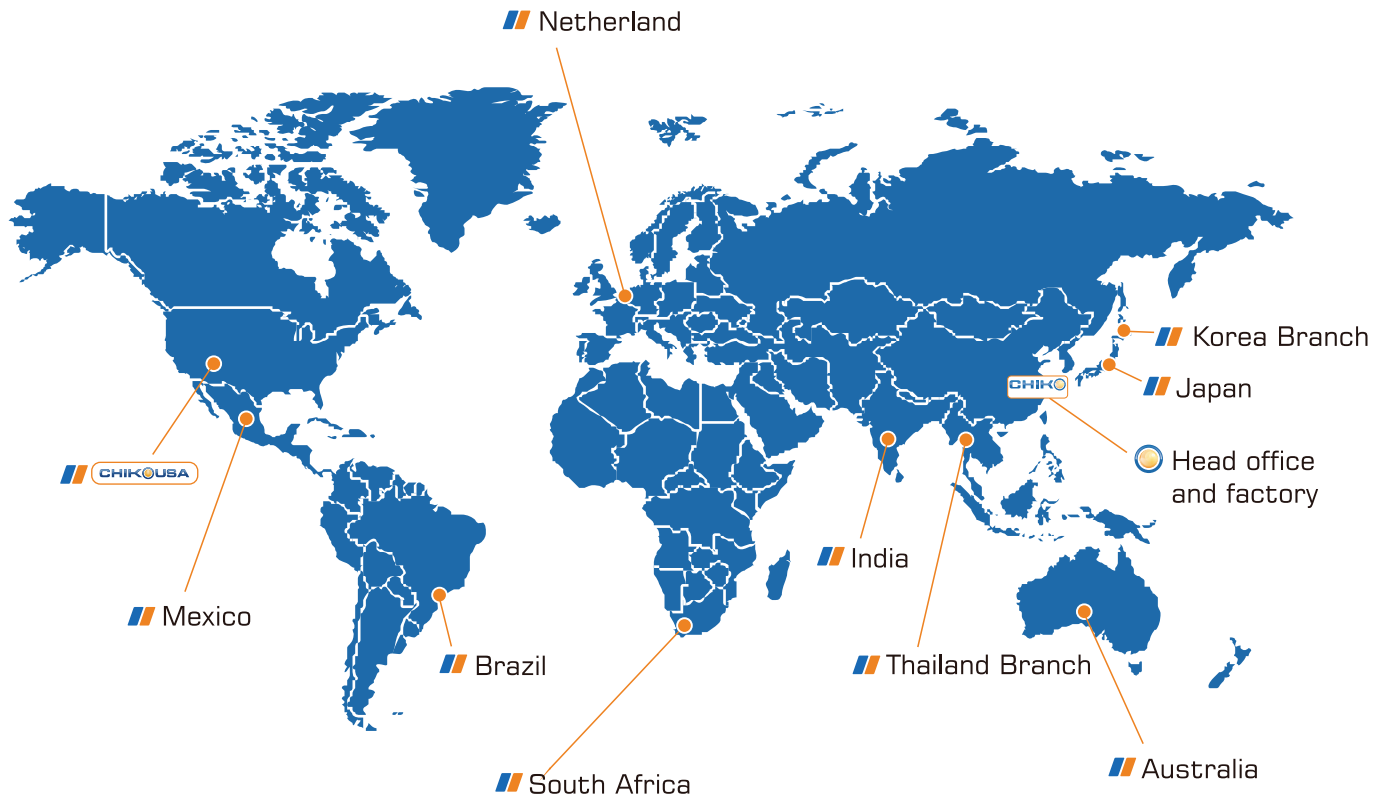 Netherland
Korea Branch
CHIKO
Japan
Head office
and factory
CHIKOUSA
India
Mexico
Brazil
Thailand Branch
South Africa
Australia